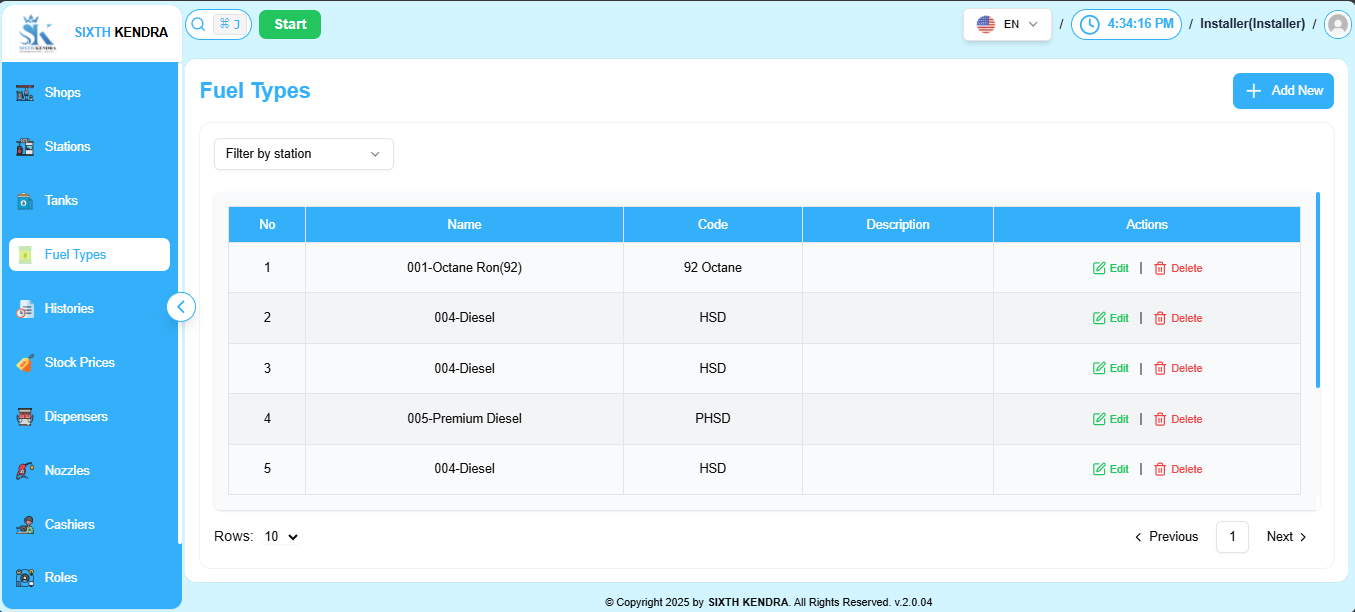 SIXTH KENDRA
⌘ J
Start
EN
/
4:34:16 PM
/
Installer(Installer)
/
Shops
Stations
Tanks
Fuel Types
Histories
Stock Prices
Dispensers
Nozzles
Cashiers
Roles
Fuel Types
Add New
Filter by station
No Name Code Description Actions
1 001-Octane Ron(92) 92 Octane Edit | Delete
2 004-Diesel HSD Edit | Delete
3 004-Diesel HSD Edit | Delete
4 005-Premium Diesel PHSD Edit | Delete
5 004-Diesel HSD Edit | Delete
Rows: 10
Previous 1 Next
© Copyright 2025 by SIXTH KENDRA. All Rights Reserved. v.2.0.04